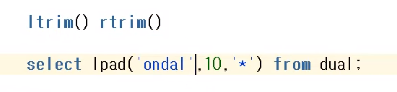 ltrim() rtrim()
select lpad('ondal',10,'*') from dual;